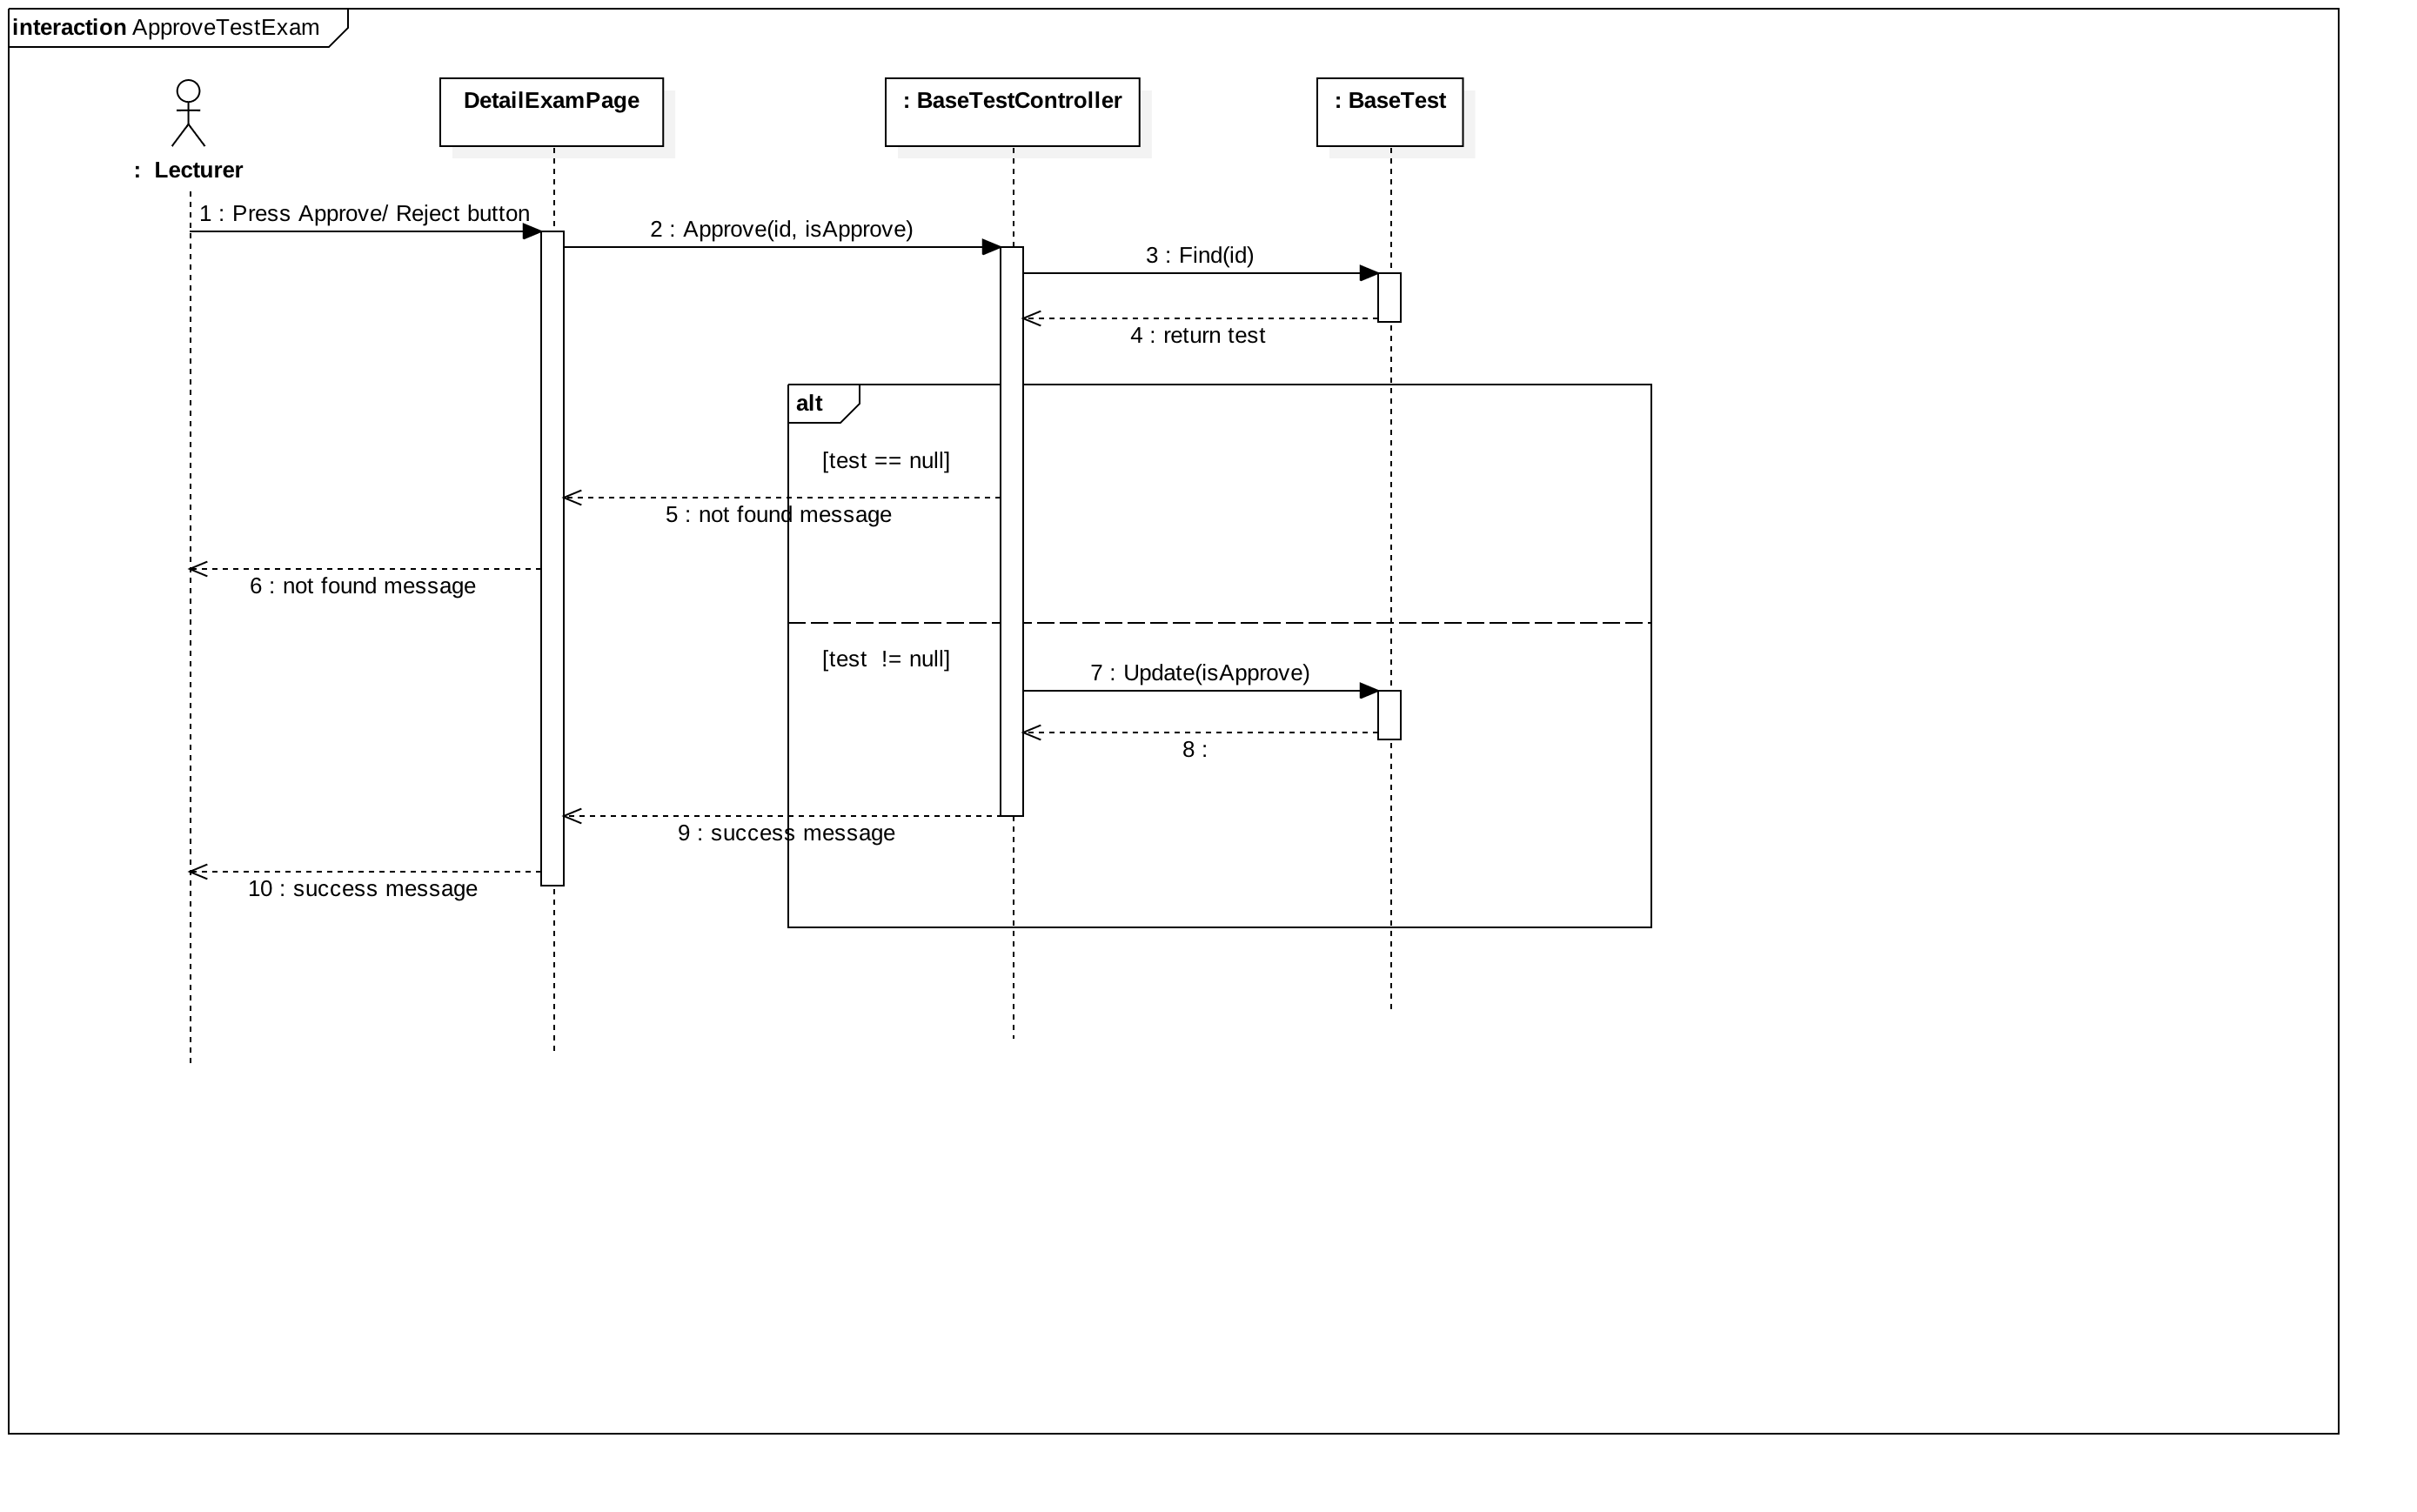 interaction ApproveTestExam
DetailExamPage
: BaseTestController
: BaseTest
:  Lecturer
1 : Press Approve/ Reject button
2 : Approve(id, isApprove)
3 : Find(id)
4 : return test
alt
[test == null]
5 : not found message
6 : not found message
[test  != null]
7 : Update(isApprove)
8 :
9 : success message
10 : success message